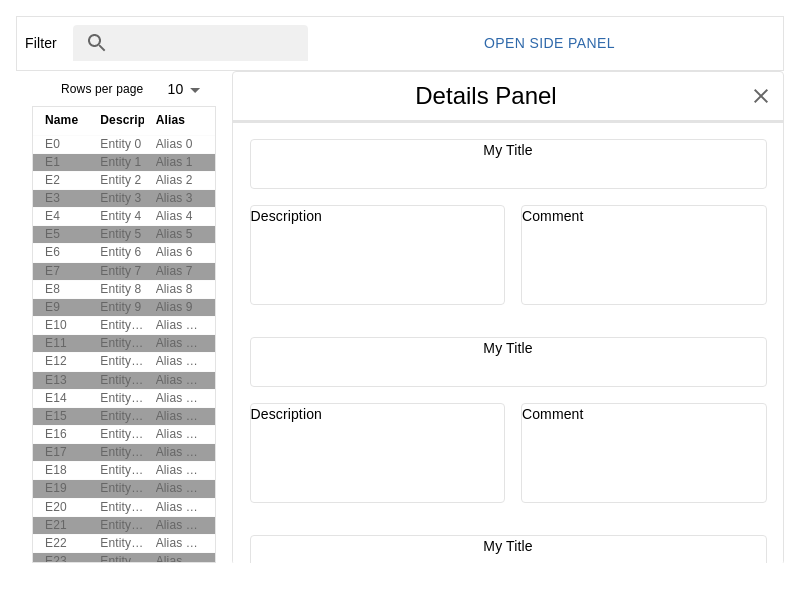 Filter
OPEN SIDE PANEL
Rows per page 10
Name Descrip Alias
E0 Entity 0 Alias 0
E1 Entity 1 Alias 1
E2 Entity 2 Alias 2
E3 Entity 3 Alias 3
E4 Entity 4 Alias 4
E5 Entity 5 Alias 5
E6 Entity 6 Alias 6
E7 Entity 7 Alias 7
E8 Entity 8 Alias 8
E9 Entity 9 Alias 9
E10 Entity… Alias …
E11 Entity… Alias …
E12 Entity… Alias …
E13 Entity… Alias …
E14 Entity… Alias …
E15 Entity… Alias …
E16 Entity… Alias …
E17 Entity… Alias …
E18 Entity… Alias …
E19 Entity… Alias …
E20 Entity… Alias …
E21 Entity… Alias …
E22 Entity… Alias …
E23 Entity… Alias …
Details Panel
My Title
Description Comment
My Title
Description Comment
My Title